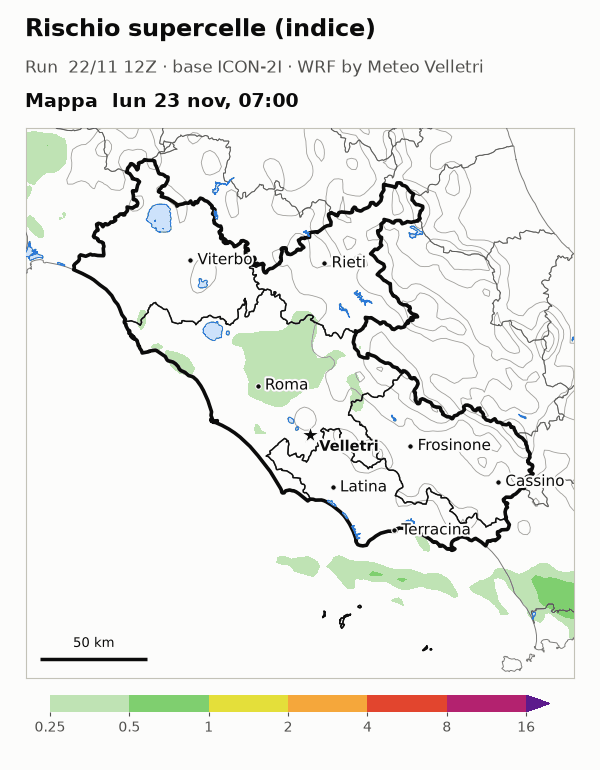 Rischio supercelle (indice)
Run  22/11 12Z · base ICON-2I · WRF by Meteo Velletri
Mappa  lun 23 nov, 07:00
Viterbo
Rieti
Roma
Velletri
Frosinone
Cassino
Latina
Terracina
50 km
0.25 0.5 1 2 4 8 16